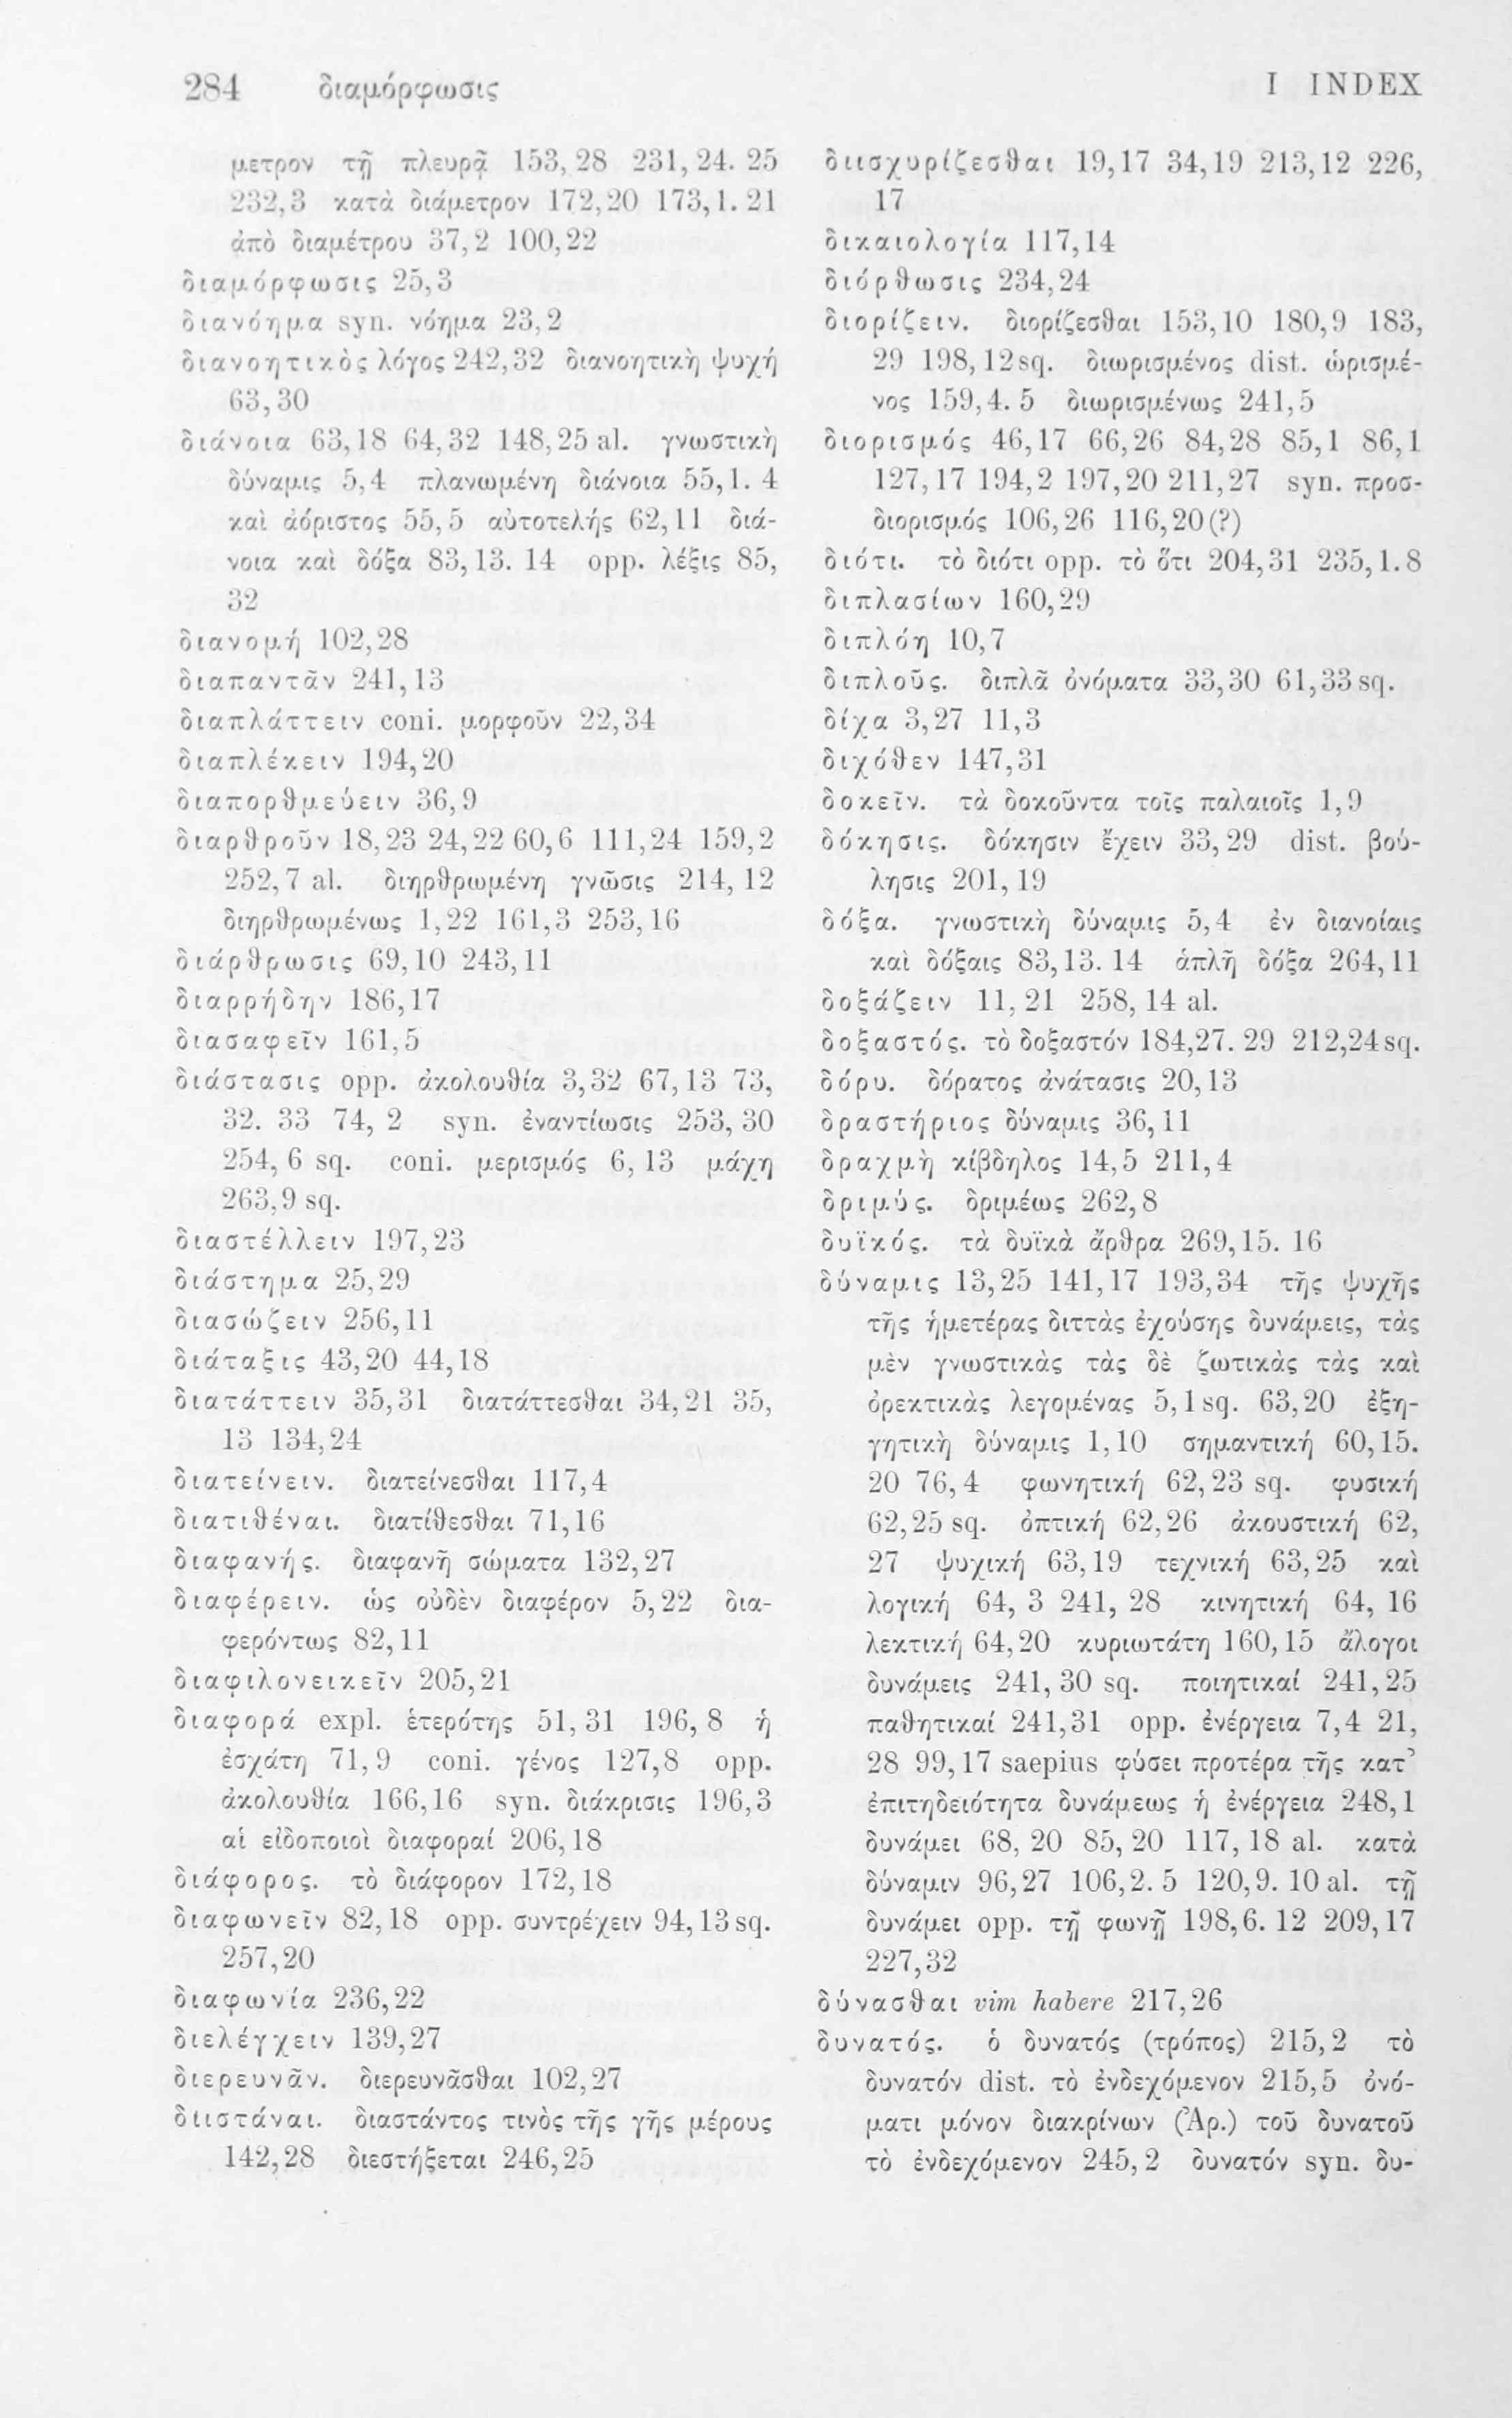 284 διαμόρφωσις
I INDEX
μετρον τῇ πλευρᾷ 153,28 231,24. 25
232,3 κατὰ διάμετρον 172,20 173,1. 21
ἀπὸ διαμέτρου 37,2 100,22
διαμόρφωσις 25,3
διανόημα syn. νόημα 23,2
διανοητικὸς λόγος 242,32 διανοητικὴ ψυχή
63,30
διάνοια 63,18 64,32 148,25 al. γνωστικὴ
δύναμις 5,4 πλανωμένη διάνοια 55,1. 4
καὶ ἀόριστος 55,5 αὐτοτελής 62,11 διά-
νοια καὶ δόξα 83,13. 14 opp. λέξις 85,
32
διανομή 102,28
διαπαντᾶν 241,13
διαπλάττειν coni. μορφοῦν 22,34
διαπλέκειν 194,20
διαπορθμεύειν 36,9
διαρθροῦν 18,23 24,22 60,6 111,24 159,2
252,7 al. διηρθρωμένη γνῶσις 214, 12
διηρθρωμένως 1,22 161,3 253,16
διάρθρωσις 69,10 243,11
διαρρήδην 186,17
διασαφεῖν 161,5
διάστασις opp. ἀκολουθία 3,32 67,13 73,
32. 33 74, 2 syn. ἐναντίωσις 253, 30
254, 6 sq. coni. μερισμός 6, 13 μάχη
263,9 sq.
διαστέλλειν 197,23
διάστημα 25,29
διασώζειν 256,11
διάταξις 43,20 44,18
διατάττειν 35,31 διατάττεσθαι 34,21 35,
13 134,24
διατείνειν. διατείνεσθαι 117,4
διατιθέναι. διατίθεσθαι 71,16
διαφανής. διαφανῆ σώματα 132,27
διαφέρειν. ὡς οὐδὲν διαφέρον 5,22 δια-
φερόντως 82,11
διαφιλονεικεῖν 205,21
διαφορά expl. ἑτερότης 51, 31 196, 8 ἡ
ἐσχάτη 71, 9 coni. γένος 127,8 opp.
ἀκολουθία 166,16 syn. διάκρισις 196,3
αἱ εἰδοποιοὶ διαφοραί 206,18
διάφορος. τὸ διάφορον 172,18
διαφωνεῖν 82,18 opp. συντρέχειν 94,13 sq.
257,20
διαφωνία 236,22
διελέγχειν 139,27
διερευνᾶν. διερευνᾶσθαι 102,27
διιστάναι. διαστάντος τινὸς τῆς γῆς μέρους
142,28 διεστήξεται 246,25
διισχυρίζεσθαι 19,17 34,19 213,12 226,
17
δικαιολογία 117,14
διόρθωσις 234,24
διορίζειν. διορίζεσθαι 153,10 180,9 183,
29 198,12 sq. διωρισμένος dist. ὡρισμέ-
νος 159,4. 5 διωρισμένως 241,5
διορισμός 46,17 66,26 84,28 85,1 86,1
127,17 194,2 197,20 211,27 syn. προσ-
διορισμός 106,26 116,20(?)
διότι. τὸ διότι opp. τὸ ὅτι 204,31 235,1. 8
διπλασίων 160,29
διπλόη 10,7
διπλοῦς. διπλᾶ ὀνόματα 33,30 61,33 sq.
δίχα 3,27 11,3
διχόθεν 147,31
δοκεῖν. τὰ δοκοῦντα τοῖς παλαιοῖς 1,9
δόκησις. δόκησιν ἔχειν 33,29 dist. βού-
λησις 201, 19
δόξα. γνωστικὴ δύναμις 5,4 ἐν διανοίαις
καὶ δόξαις 83,13. 14 ἁπλῆ δόξα 264,11
δοξάζειν 11, 21 258, 14 al.
δοξαστός. τὸ δοξαστόν 184,27. 29 212,24 sq.
δόρυ. δόρατος ἀνάτασις 20,13
δραστήριος δύναμις 36,11
δραχμὴ κίβδηλος 14,5 211,4
δριμύς. δριμέως 262,8
δυϊκός. τὰ δυϊκὰ ἄρθρα 269,15. 16
δύναμις 13,25 141,17 193,34 τῆς ψυχῆς
τῆς ἡμετέρας διττὰς ἐχούσης δυνάμεις, τὰς
μὲν γνωστικὰς τὰς δὲ ζωτικὰς τὰς καὶ
ὀρεκτικὰς λεγομένας 5,1 sq. 63,20 ἐξη-
γητικὴ δύναμις 1,10 σημαντική 60,15.
20 76, 4 φωνητική 62,23 sq. φυσική
62,25 sq. ὀπτική 62,26 ἀκουστική 62,
27 ψυχική 63,19 τεχνική 63,25 καὶ
λογική 64, 3 241, 28 κινητική 64, 16
λεκτική 64,20 κυριωτάτη 160,15 ἄλογοι
δυνάμεις 241, 30 sq. ποιητικαί 241,25
παθητικαί 241,31 opp. ἐνέργεια 7,4 21,
28 99,17 saepius φύσει προτέρα τῆς κατ᾽
ἐπιτηδειότητα δυνάμεως ἡ ἐνέργεια 248,1
δυνάμει 68, 20 85, 20 117, 18 al. κατὰ
δύναμιν 96,27 106,2. 5 120,9. 10 al. τῇ
δυνάμει opp. τῇ φωνῇ 198,6. 12 209,17
227,32
δύνασθαι vim habere 217,26
δυνατός. ὁ δυνατός (τρόπος) 215,2 τὸ
δυνατόν dist. τὸ ἐνδεχόμενον 215,5 ὀνό-
ματι μόνον διακρίνων (Ἀρ.) τοῦ δυνατοῦ
τὸ ἐνδεχόμενον 245, 2 δυνατόν syn. δυ-